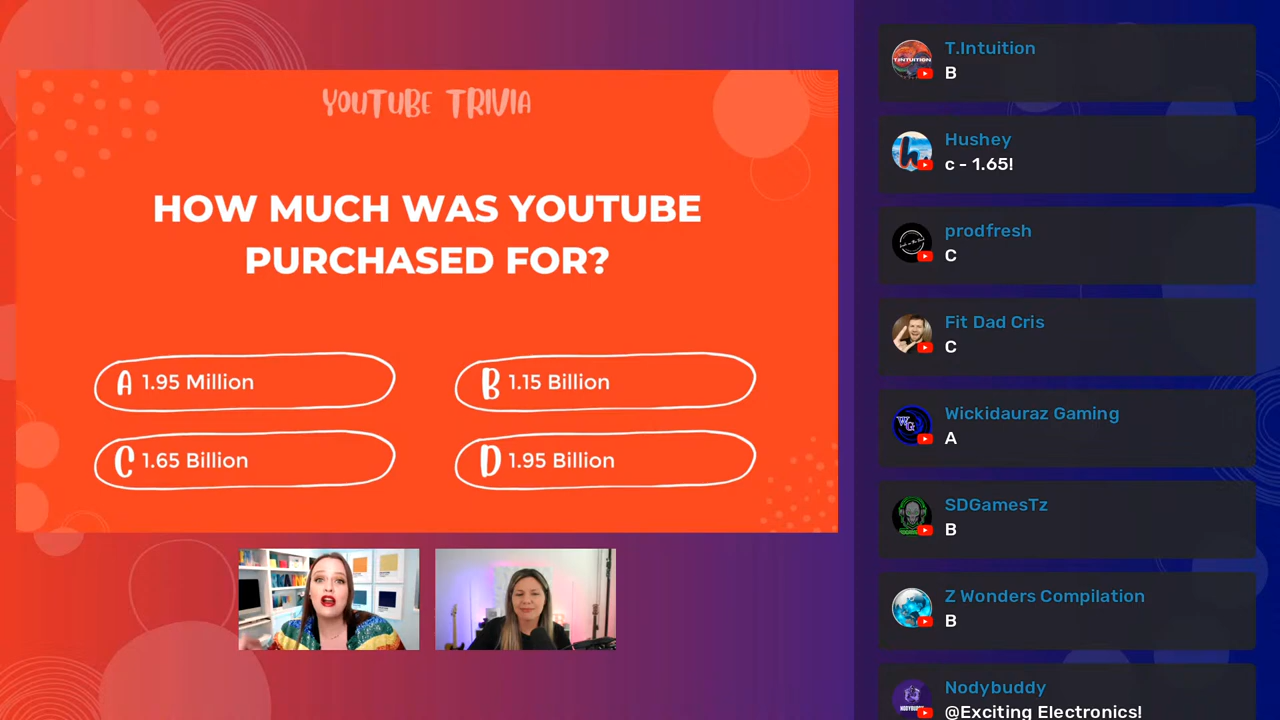 YOUTUBE TRIVIA
HOW MUCH WAS YOUTUBE
PURCHASED FOR?
A 1.95 Million
B 1.15 Billion
C 1.65 Billion
D 1.95 Billion
T.Intuition
B
Hushey
c - 1.65!
prodfresh
C
Fit Dad Cris
C
Wickidauraz Gaming
A
SDGamesTz
B
Z Wonders Compilation
B
Nodybuddy
@Exciting Electronics!